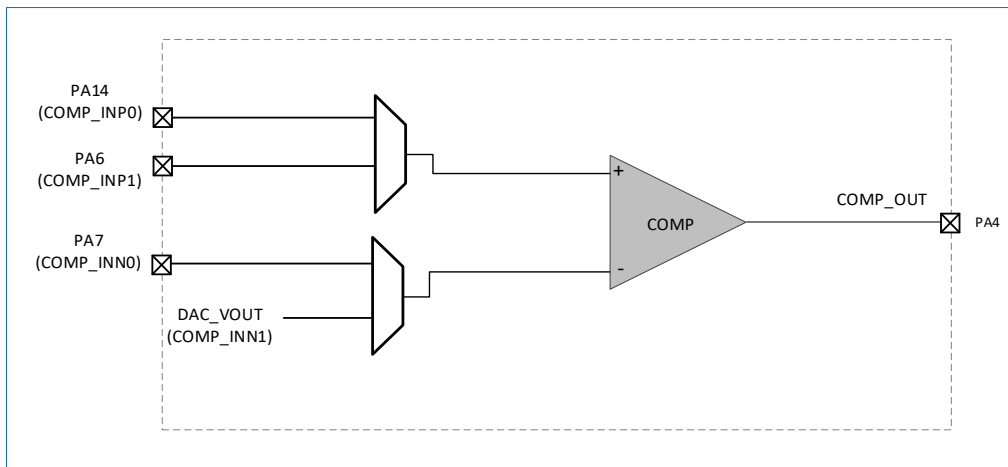 PA14
(COMP_INP0)
PA6
(COMP_INP1)
PA7
(COMP_INN0)
DAC_VOUT
(COMP_INN1)
+
COMP
-
COMP_OUT
PA4